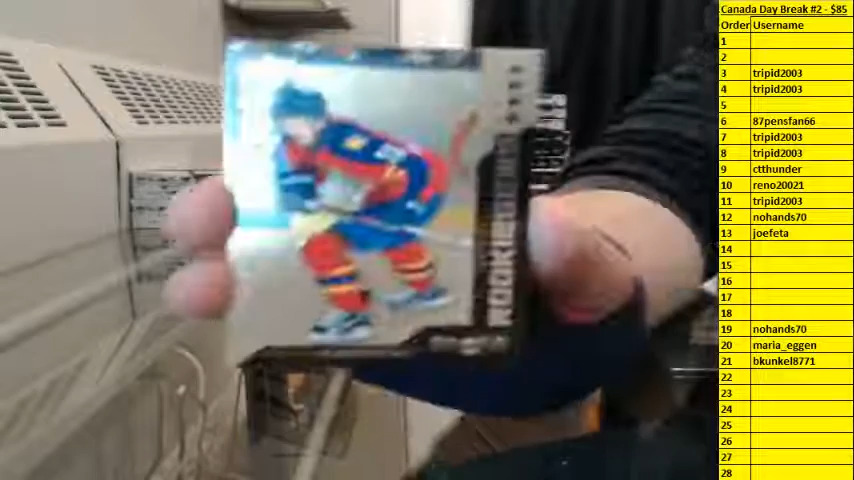 Canada Day Break #2 - $85
Order Username
1
2
3 tripid2003
4 tripid2003
5
6 87pensfan66
7 tripid2003
8 tripid2003
9 ctthunder
10 reno20021
11 tripid2003
12 nohands70
13 joefeta
14
15
16
17
18
19 nohands70
20 maria_eggen
21 bkunkel8771
22
23
24
25
26
27
28